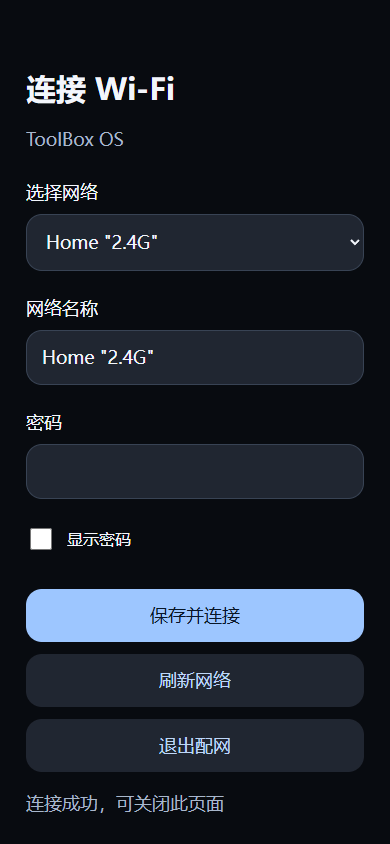 连接 Wi-Fi
ToolBox OS
选择网络
Home "2.4G"
网络名称
Home "2.4G"
密码
显示密码
保存并连接
刷新网络
退出配网
连接成功，可关闭此页面